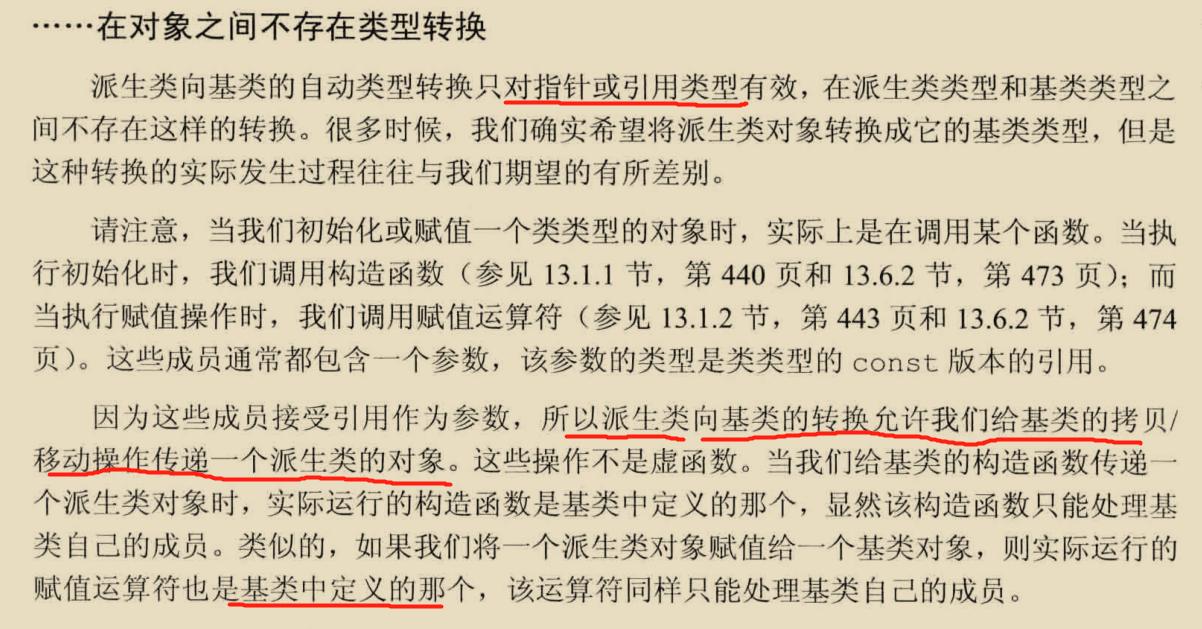 ……在对象之间不存在类型转换
派生类向基类的自动类型转换只对指针或引用类型有效，在派生类类型和基类类型之
间不存在这样的转换。很多时候，我们确实希望将派生类对象转换成它的基类类型，但是
这种转换的实际发生过程往往与我们期望的有所差别。
请注意，当我们初始化或赋值一个类类型的对象时，实际上是在调用某个函数。当执
行初始化时，我们调用构造函数（参见 13.1.1 节，第 440 页和 13.6.2 节，第 473 页）；而
当执行赋值操作时，我们调用赋值运算符（参见 13.1.2 节，第 443 页和 13.6.2 节，第 474
页）。这些成员通常都包含一个参数，该参数的类型是类类型的 const 版本的引用。
因为这些成员接受引用作为参数，所以派生类向基类的转换允许我们给基类的拷贝/
移动操作传递一个派生类的对象。这些操作不是虚函数。当我们给基类的构造函数传递一
个派生类对象时，实际运行的构造函数是基类中定义的那个，显然该构造函数只能处理基
类自己的成员。类似的，如果我们将一个派生类对象赋值给一个基类对象，则实际运行的
赋值运算符也是基类中定义的那个，该运算符同样只能处理基类自己的成员。